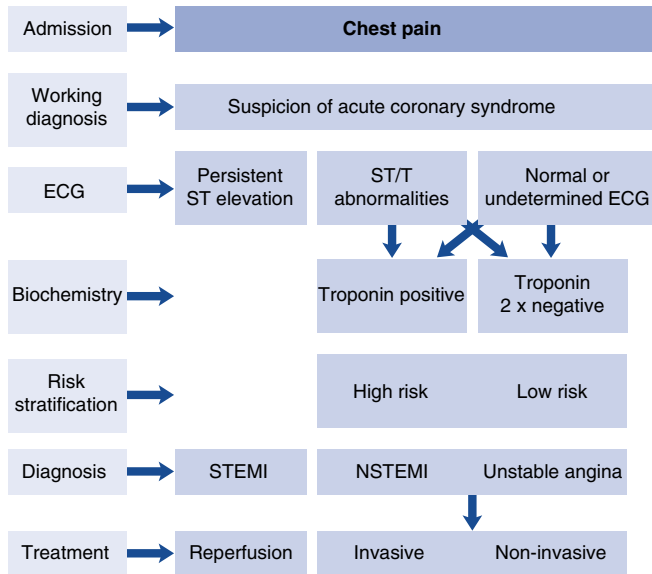 Admission
Chest pain
Working
diagnosis
Suspicion of acute coronary syndrome
ECG
Persistent
ST elevation
ST/T
abnormalities
Normal or
undetermined ECG
Biochemistry
Troponin positive
Troponin
2 x negative
Risk
stratification
High risk
Low risk
Diagnosis
STEMI
NSTEMI
Unstable angina
Treatment
Reperfusion
Invasive
Non-invasive